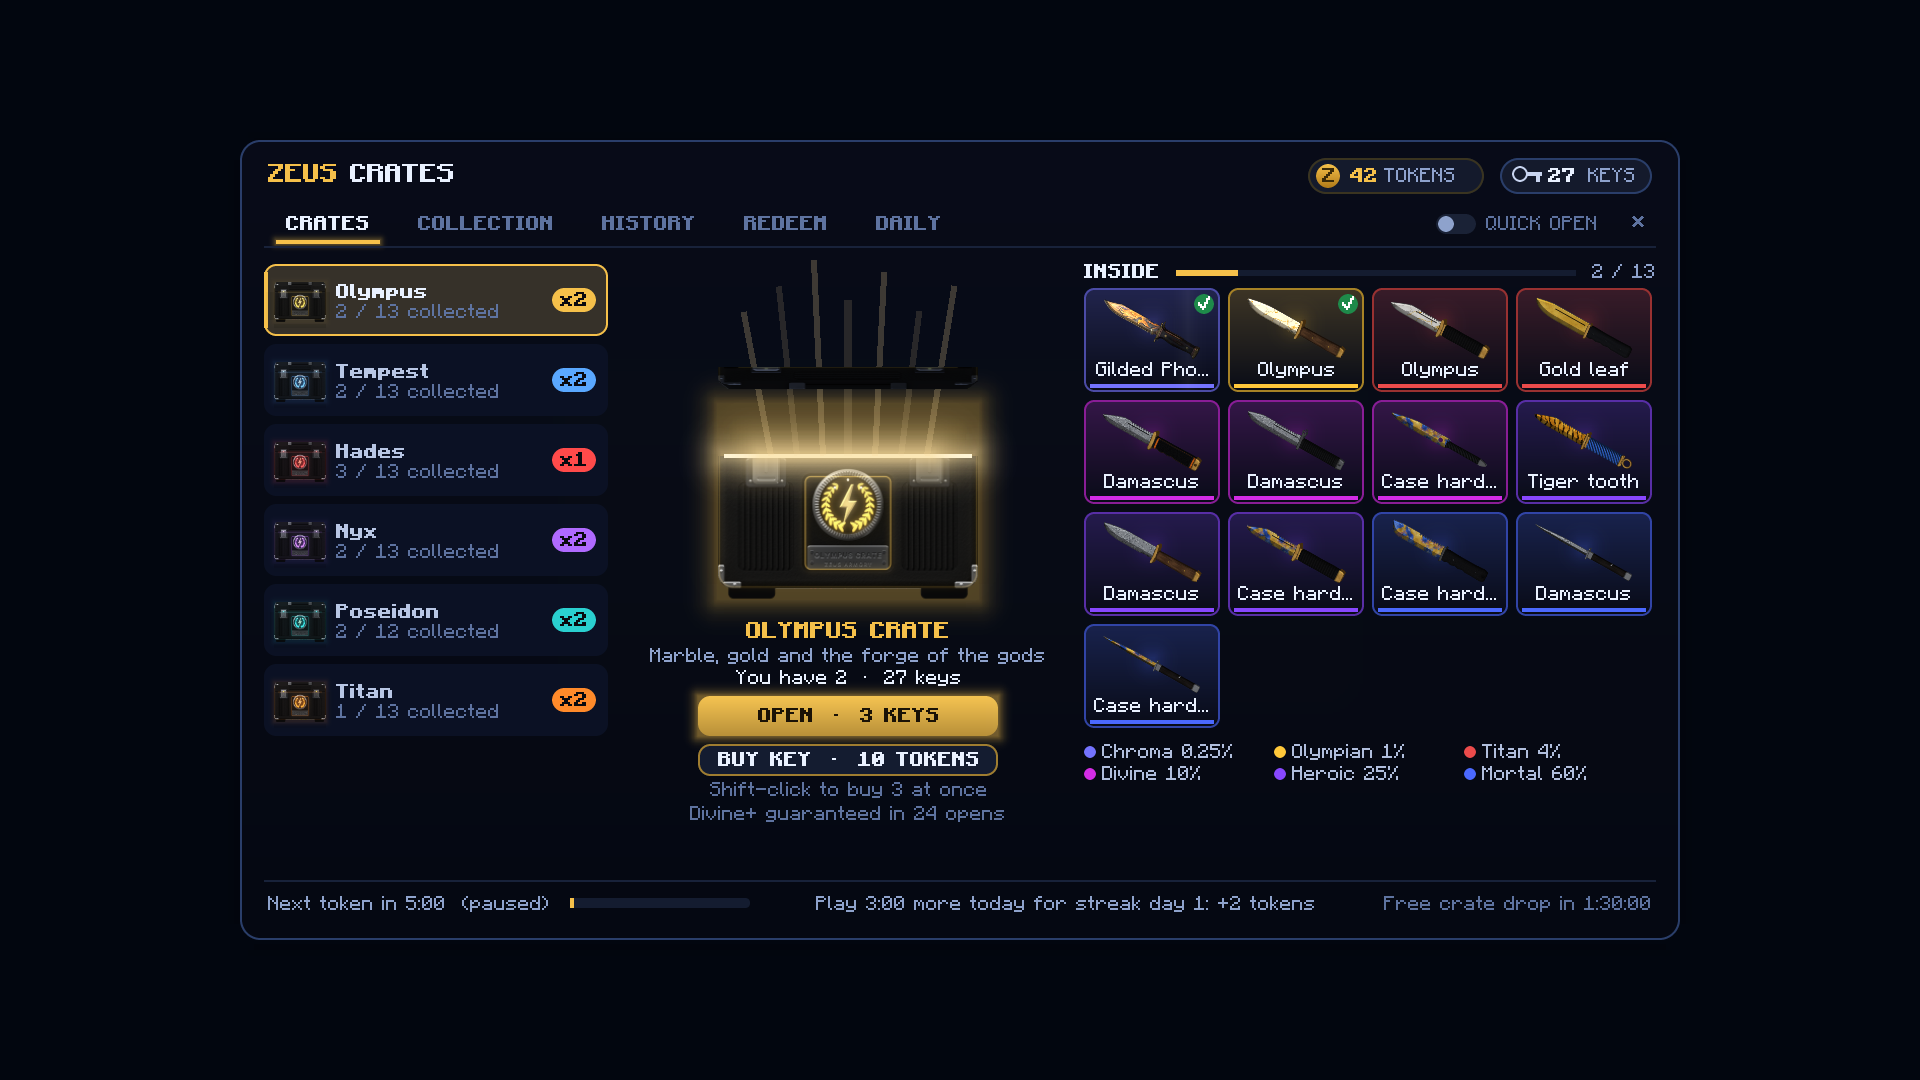 ZEUS CRATES
Z 42 TOKENS
27 KEYS
CRATES COLLECTION HISTORY REDEEM DAILY
QUICK OPEN ×
Olympus
2 / 13 collected
x2
Tempest
2 / 13 collected
x2
Hades
3 / 13 collected
x1
Nyx
2 / 13 collected
x2
Poseidon
2 / 12 collected
x2
Titan
1 / 13 collected
x2
OLYMPUS CRATE
OLYMPUS CRATE
Marble, gold and the forge of the gods
You have 2 · 27 keys
OPEN · 3 KEYS
BUY KEY · 10 TOKENS
Shift-click to buy 3 at once
Divine+ guaranteed in 24 opens
INSIDE 2 / 13
Gilded Pho... Olympus Olympus Gold leaf
Damascus Damascus Case hard... Tiger tooth
Damascus Case hard... Case hard... Damascus
Case hard...
Chroma 0.25% Olympian 1% Titan 4%
Divine 10% Heroic 25% Mortal 60%
Next token in 5:00 (paused)
Play 3:00 more today for streak day 1: +2 tokens
Free crate drop in 1:30:00